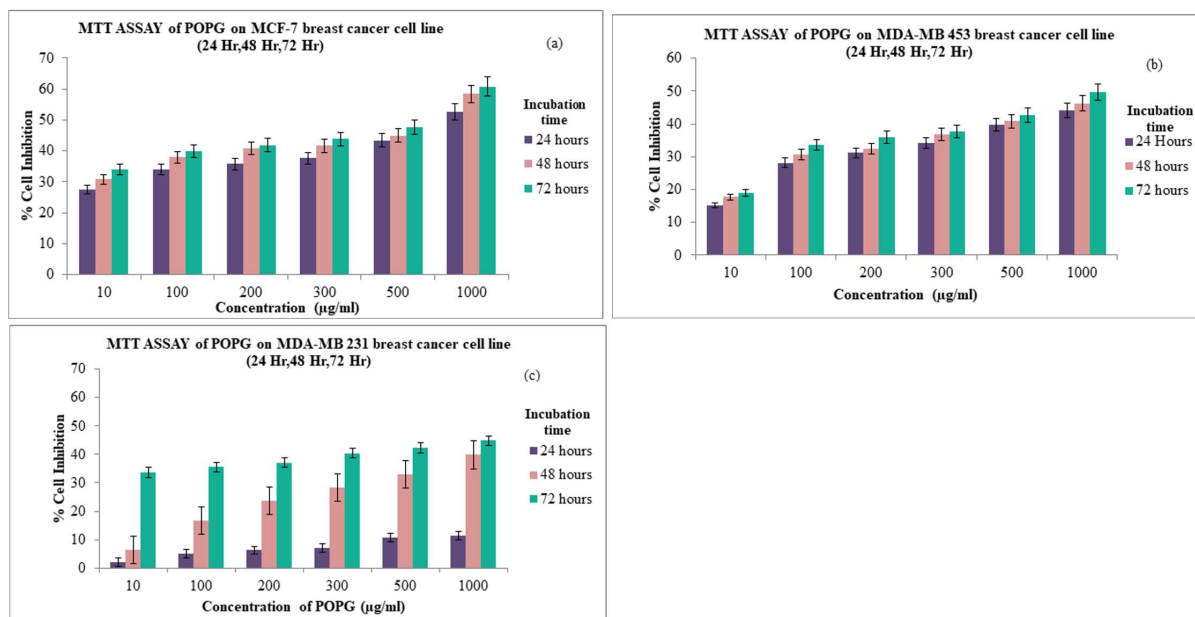 MTT ASSAY of POPG on MCF-7 breast cancer cell line
(24 Hr,48 Hr,72 Hr)
(a)
% Cell Inhibition
70
60
50
40
30
20
10
0
10 100 200 300 500 1000
Concentration (µg/ml)
Incubation
time
24 hours
48 hours
72 hours
MTT ASSAY of POPG on MDA-MB 453 breast cancer cell line
(24 Hr,48 Hr,72 Hr)
(b)
% Cell Inhibition
60
50
40
30
20
10
0
10 100 200 300 500 1000
Concentration (µg/ml)
Incubation
time
24 Hours
48 hours
72 hours
MTT ASSAY of POPG on MDA-MB 231 breast cancer cell line
(24 Hr,48 Hr,72 Hr)
(c)
% Cell Inhibition
70
60
50
40
30
20
10
0
10 100 200 300 500 1000
Concentration of POPG (µg/ml)
Incubation
time
24 hours
48 hours
72 hours